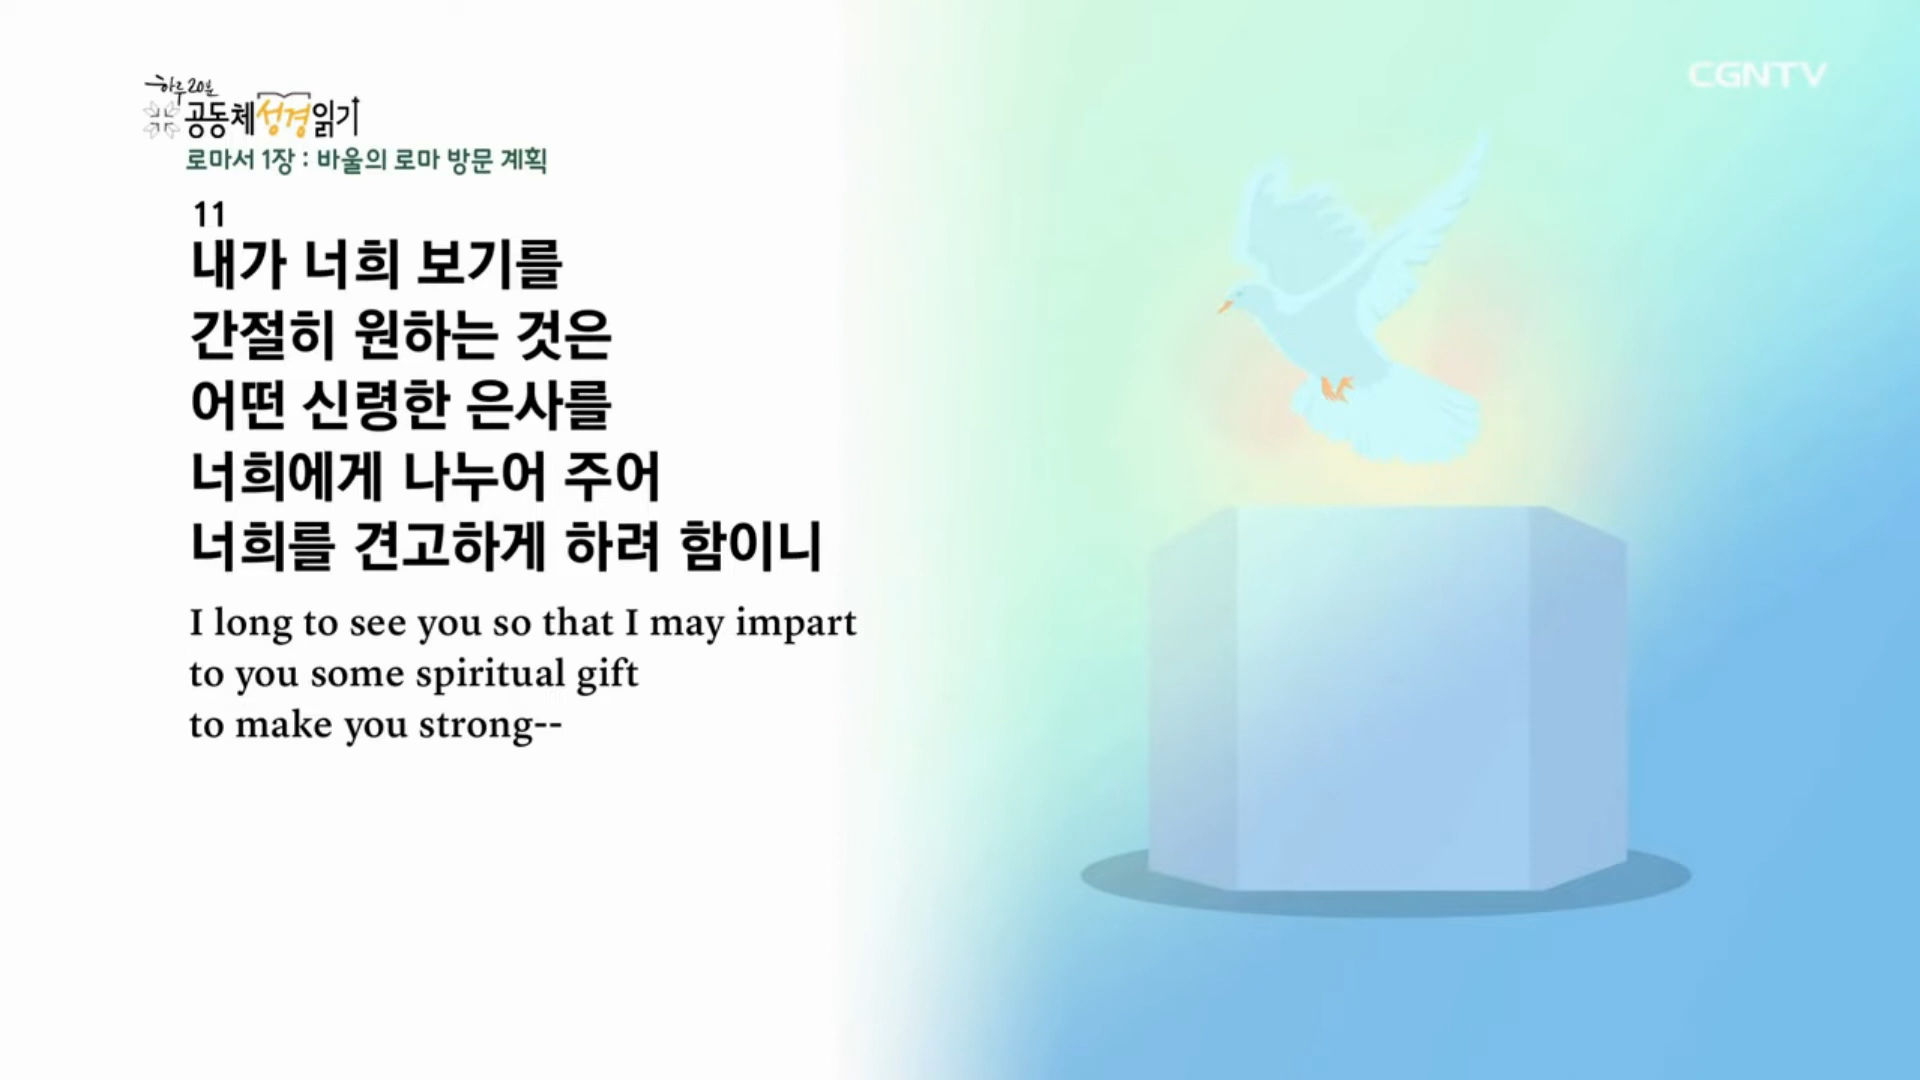 하루 20분
공동체성경읽기
CGNTV
로마서 1장 : 바울의 로마 방문 계획
11
내가 너희 보기를
간절히 원하는 것은
어떤 신령한 은사를
너희에게 나누어 주어
너희를 견고하게 하려 함이니
I long to see you so that I may impart
to you some spiritual gift
to make you strong--